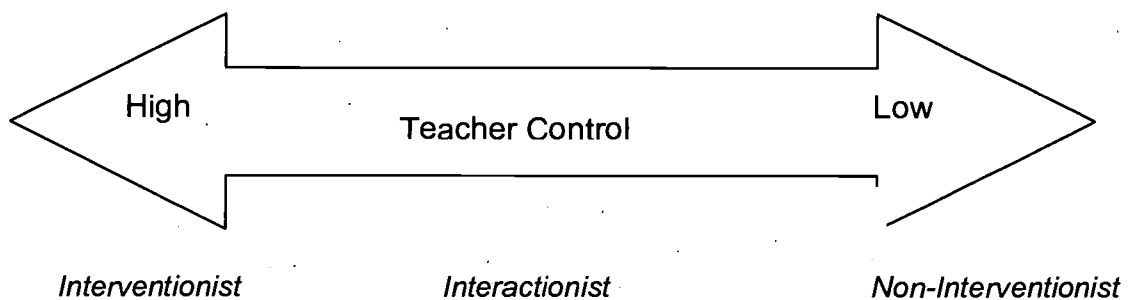 High Low
Teacher Control
Interventionist Interactionist Non-Interventionist